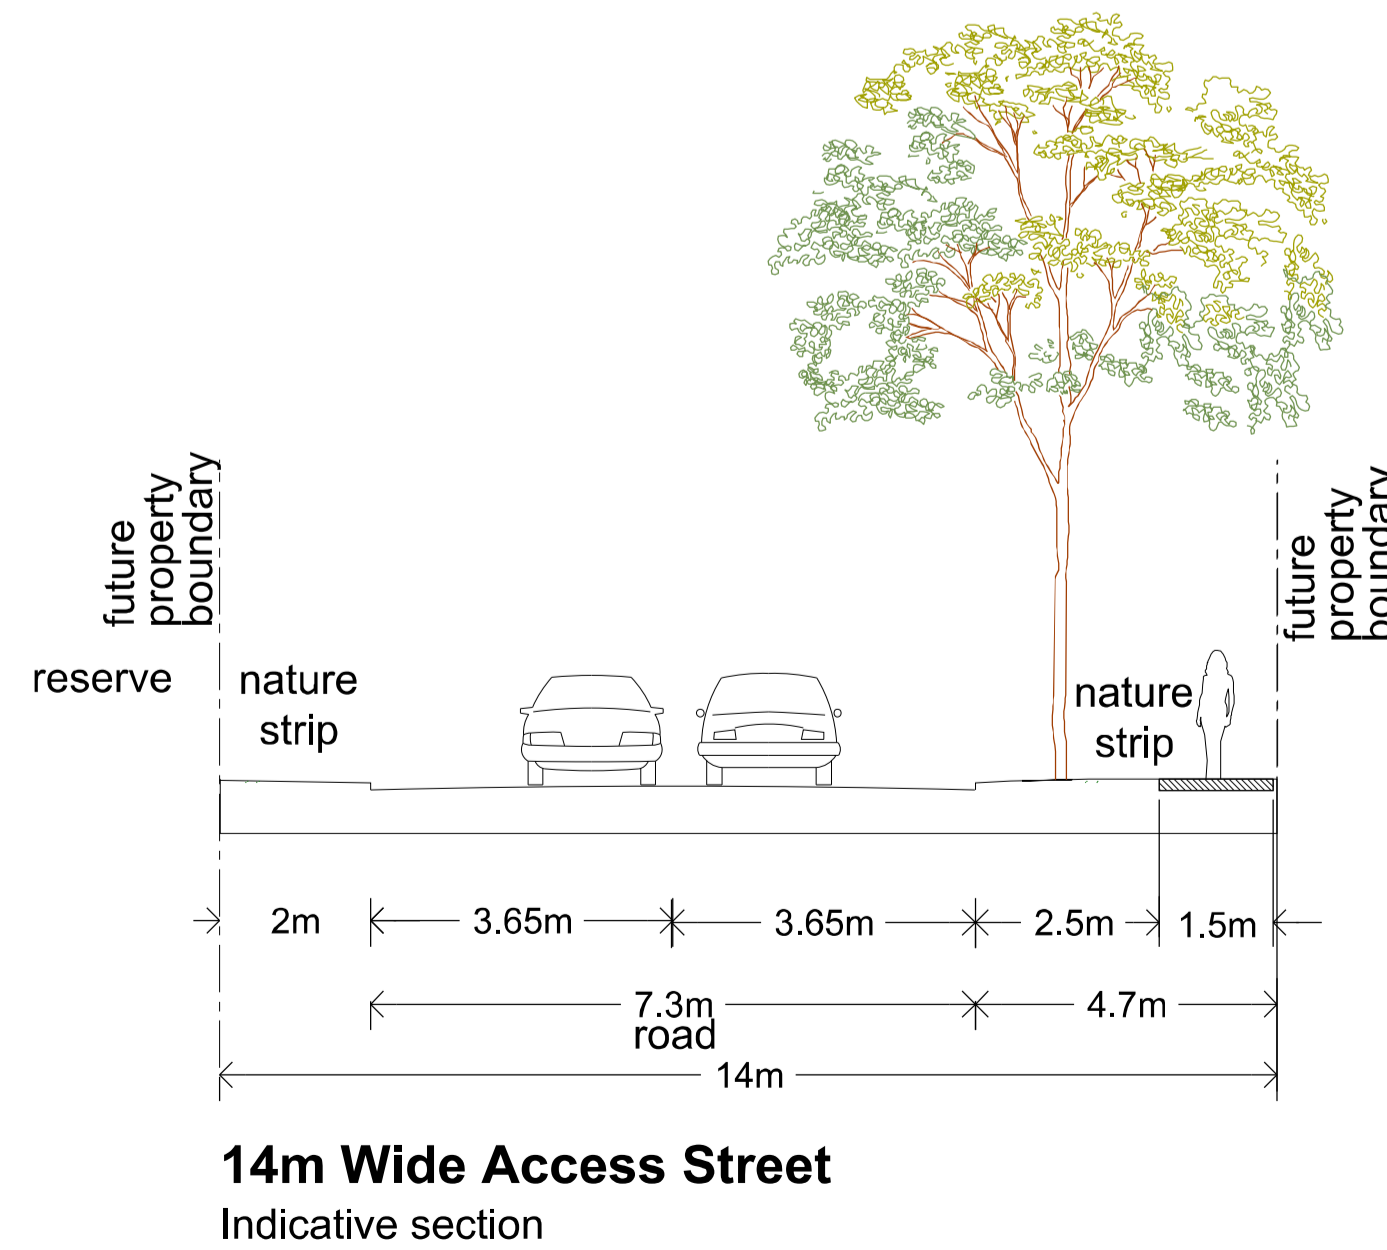 future
property
boundary
future
property
boundary
reserve
nature
strip
nature
strip
2m
3.65m
3.65m
2.5m
1.5m
7.3m
road
4.7m
14m
14m Wide Access Street
Indicative section